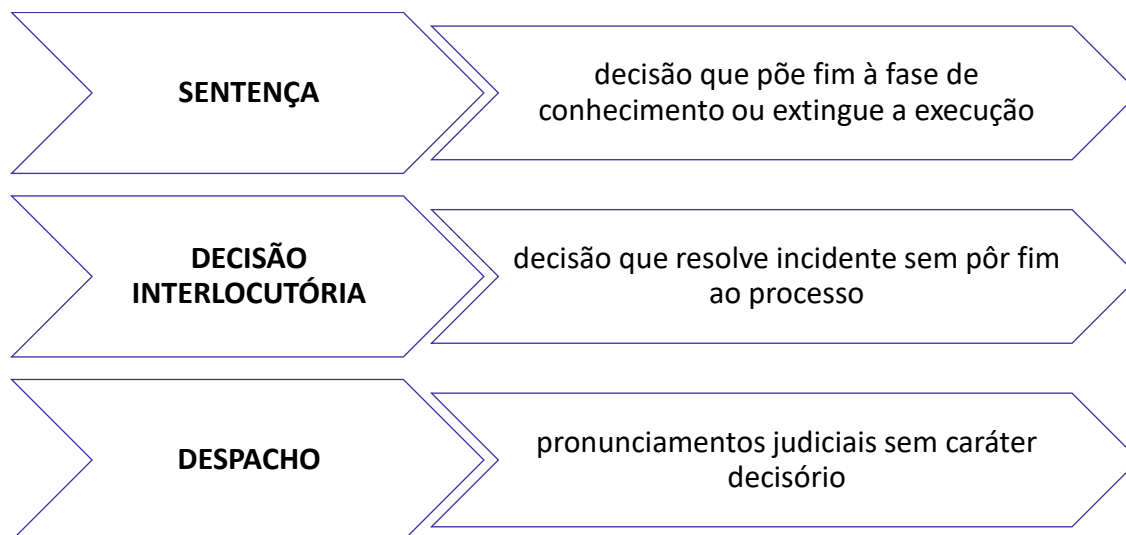 SENTENÇA
decisão que põe fim à fase de
conhecimento ou extingue a execução
DECISÃO
INTERLOCUTÓRIA
decisão que resolve incidente sem pôr fim
ao processo
DESPACHO
pronunciamentos judiciais sem caráter
decisório